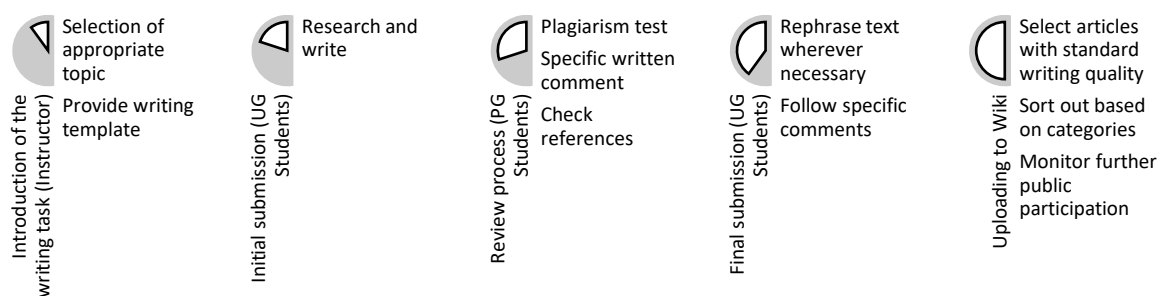 Introduction of the
writing task (Instructor)
Selection of
appropriate
topic
Provide writing
template
Initial submission (UG
Students)
Research and
write
Review process (PG
Students)
Plagiarism test
Specific written
comment
Check
references
Final submission (UG
Students)
Rephrase text
wherever
necessary
Follow specific
comments
Uploading to Wiki
Select articles
with standard
writing quality
Sort out based
on categories
Monitor further
public
participation